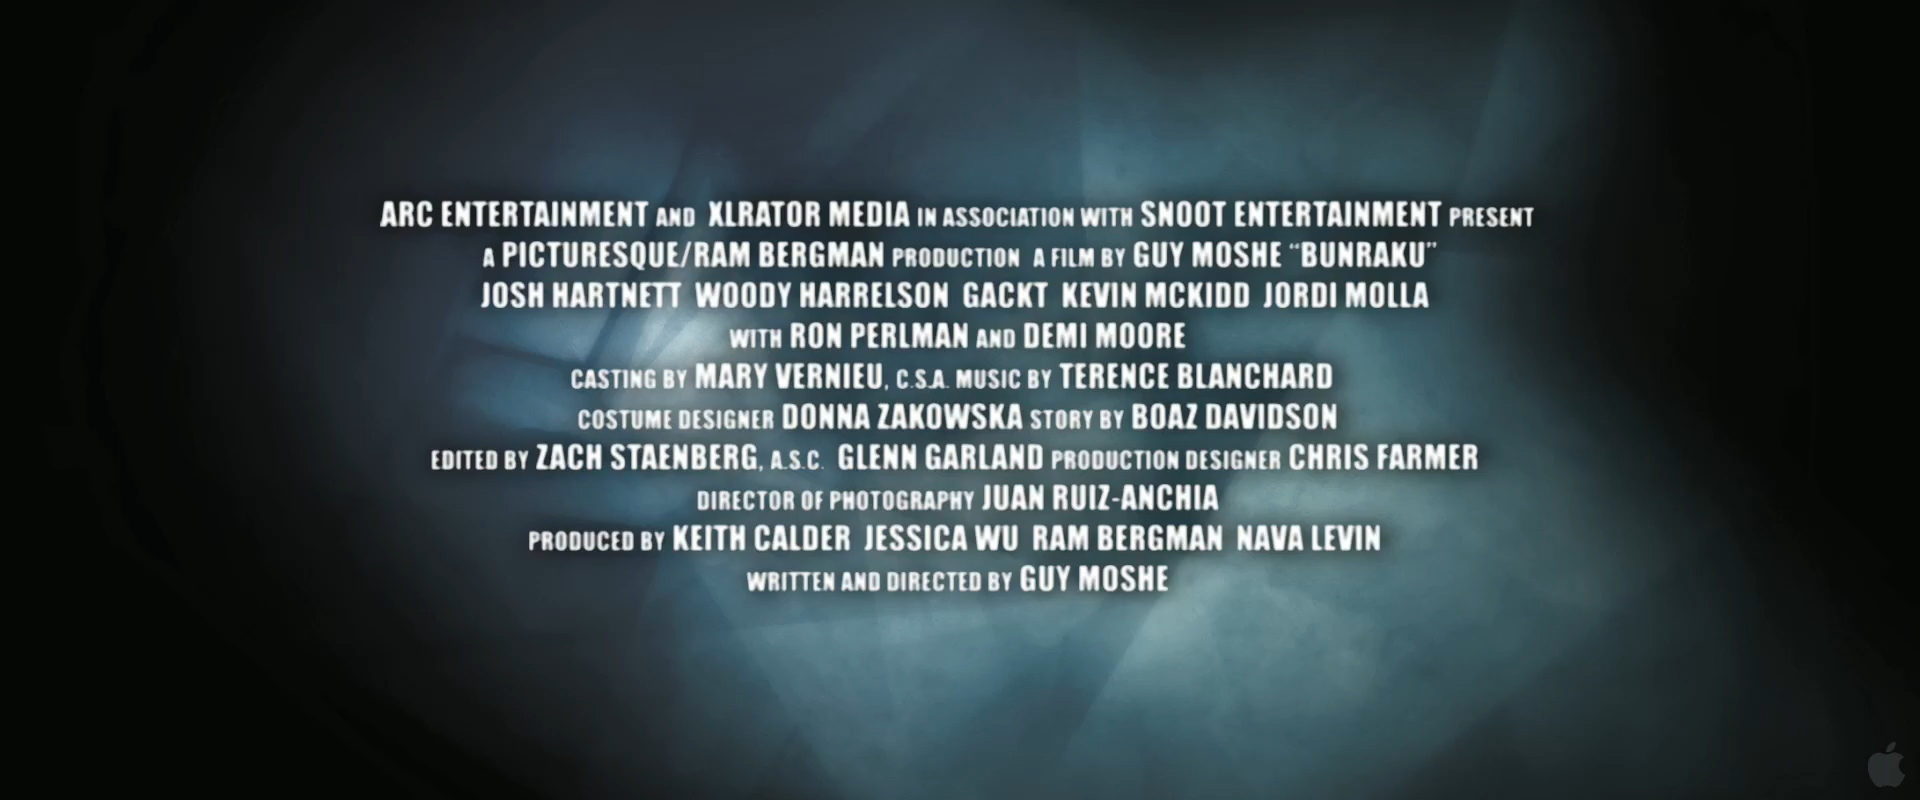 ARC ENTERTAINMENT AND XLRATOR MEDIA IN ASSOCIATION WITH SNOOT ENTERTAINMENT PRESENT
A PICTURESQUE/RAM BERGMAN PRODUCTION A FILM BY GUY MOSHE “BUNRAKU”
JOSH HARTNETT WOODY HARRELSON GACKT KEVIN MCKIDD JORDI MOLLA
WITH RON PERLMAN AND DEMI MOORE
CASTING BY MARY VERNIEU, C.S.A. MUSIC BY TERENCE BLANCHARD
COSTUME DESIGNER DONNA ZAKOWSKA STORY BY BOAZ DAVIDSON
EDITED BY ZACH STAENBERG, A.S.C. GLENN GARLAND PRODUCTION DESIGNER CHRIS FARMER
DIRECTOR OF PHOTOGRAPHY JUAN RUIZ-ANCHIA
PRODUCED BY KEITH CALDER JESSICA WU RAM BERGMAN NAVA LEVIN
WRITTEN AND DIRECTED BY GUY MOSHE